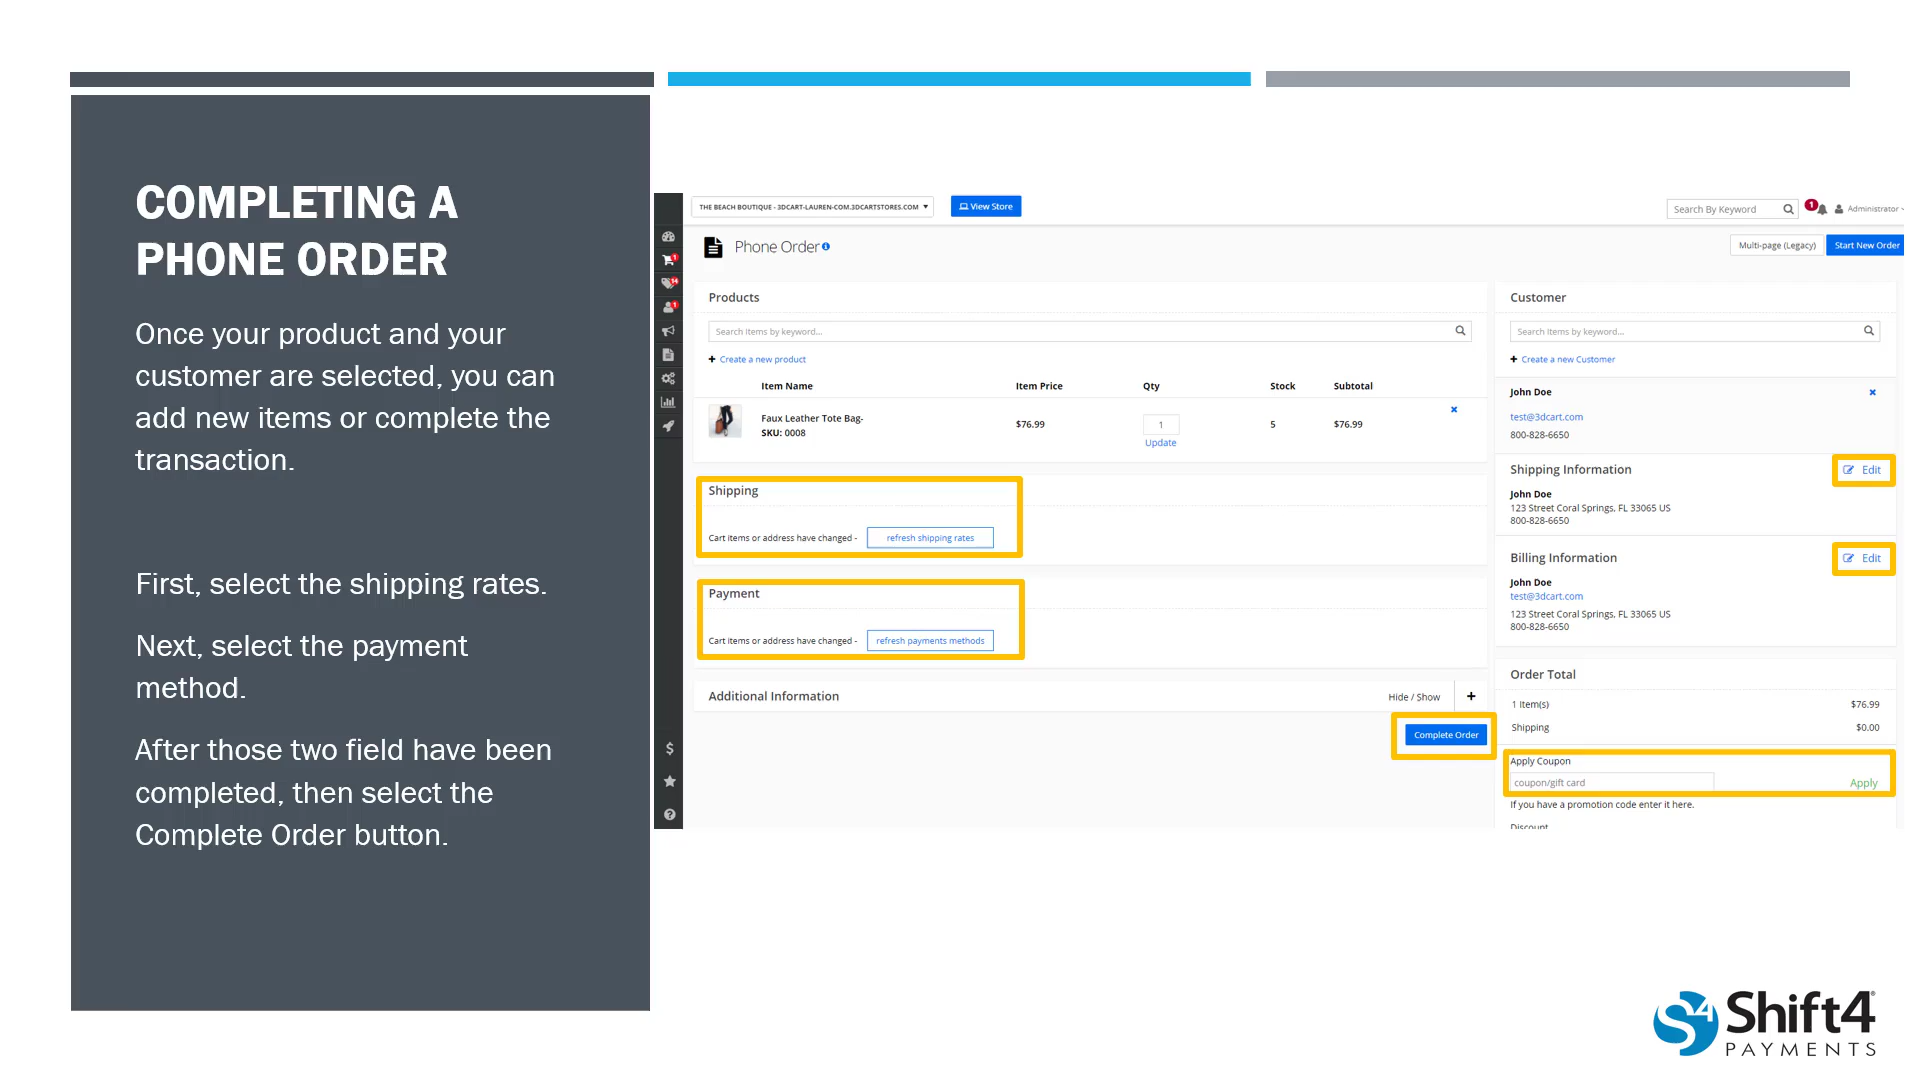 COMPLETING A
PHONE ORDER
Once your product and your
customer are selected, you can
add new items or complete the
transaction.
First, select the shipping rates.
Next, select the payment
method.
After those two field have been
completed, then select the
Complete Order button.
THE BEACH BOUTIQUE - 3DCART-LAUREN-COM.3DCARTSTORES.COM
View Store
Search By Keyword
1
Administrator
Phone Order
Multi-page (Legacy)
Start New Order
1
14
1
Products
Search Items by keyword...
+ Create a new product
Item Name Item Price Qty Stock Subtotal
Faux Leather Tote Bag-
SKU: 0008
$76.99
1
Update
5
$76.99
Shipping
Cart items or address have changed - refresh shipping rates
Payment
Cart items or address have changed - refresh payments methods
Additional Information
Hide / Show
+
Complete Order
Customer
Search Items by keyword...
+ Create a new Customer
John Doe
test@3dcart.com
800-828-6650
Shipping Information
Edit
John Doe
123 Street Coral Springs, FL 33065 US
800-828-6650
Billing Information
Edit
John Doe
test@3dcart.com
123 Street Coral Springs, FL 33065 US
800-828-6650
Order Total
1 Item(s) $76.99
Shipping $0.00
Apply Coupon
coupon/gift card
Apply
If you have a promotion code enter it here.
Discount
S4 Shift4
PAYMENTS